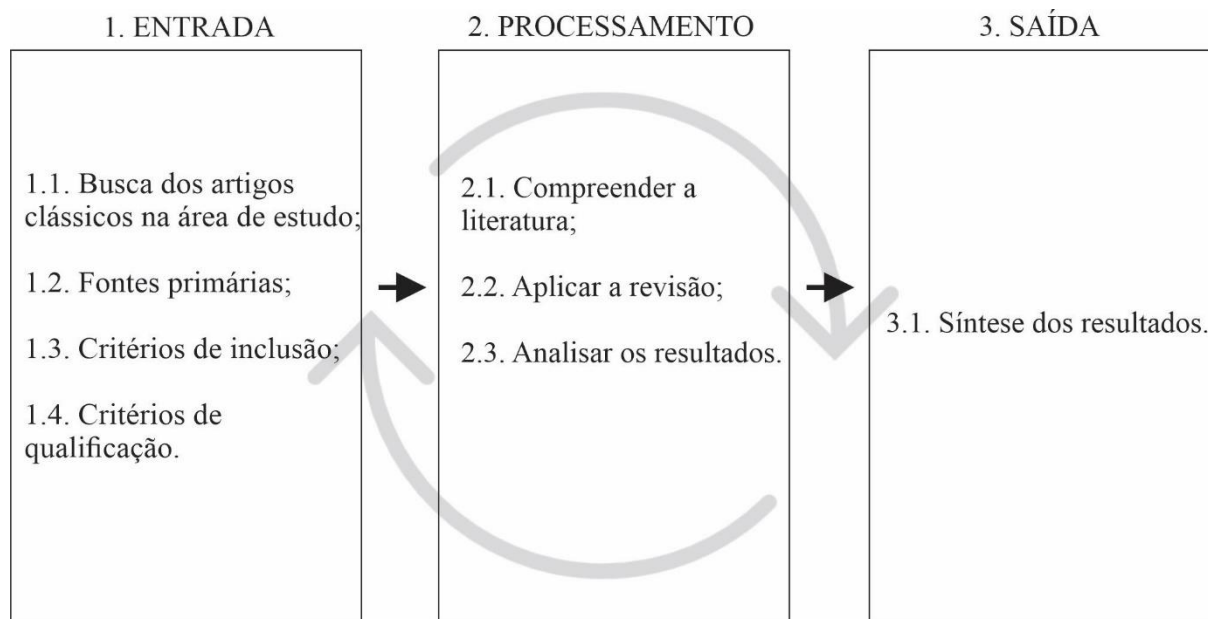 1. ENTRADA
1.1. Busca dos artigos
clássicos na área de estudo;
1.2. Fontes primárias;
1.3. Critérios de inclusão;
1.4. Critérios de
qualificação.
2. PROCESSAMENTO
2.1. Compreender a
literatura;
2.2. Aplicar a revisão;
2.3. Analisar os resultados.
3. SAÍDA
3.1. Síntese dos resultados.